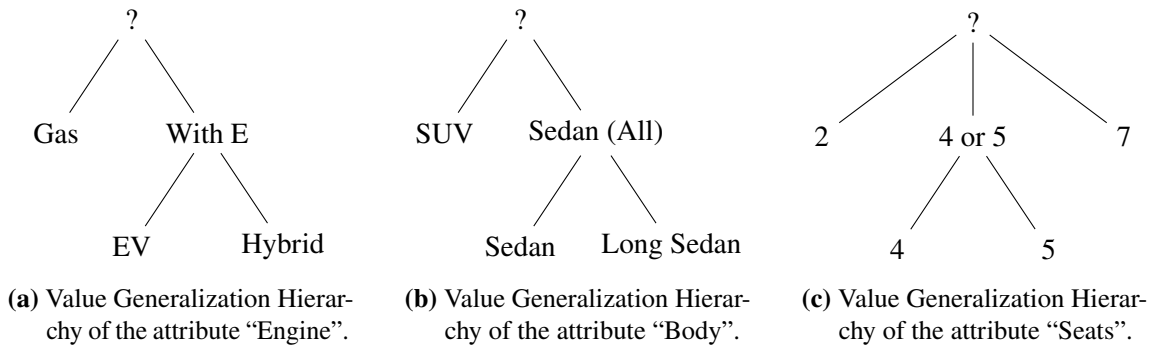 ?
Gas
With E
EV
Hybrid
(a) Value Generalization Hierar-
chy of the attribute “Engine”.
?
SUV
Sedan (All)
Sedan
Long Sedan
(b) Value Generalization Hierar-
chy of the attribute “Body”.
?
2
4 or 5
7
4
5
(c) Value Generalization Hierar-
chy of the attribute “Seats”.